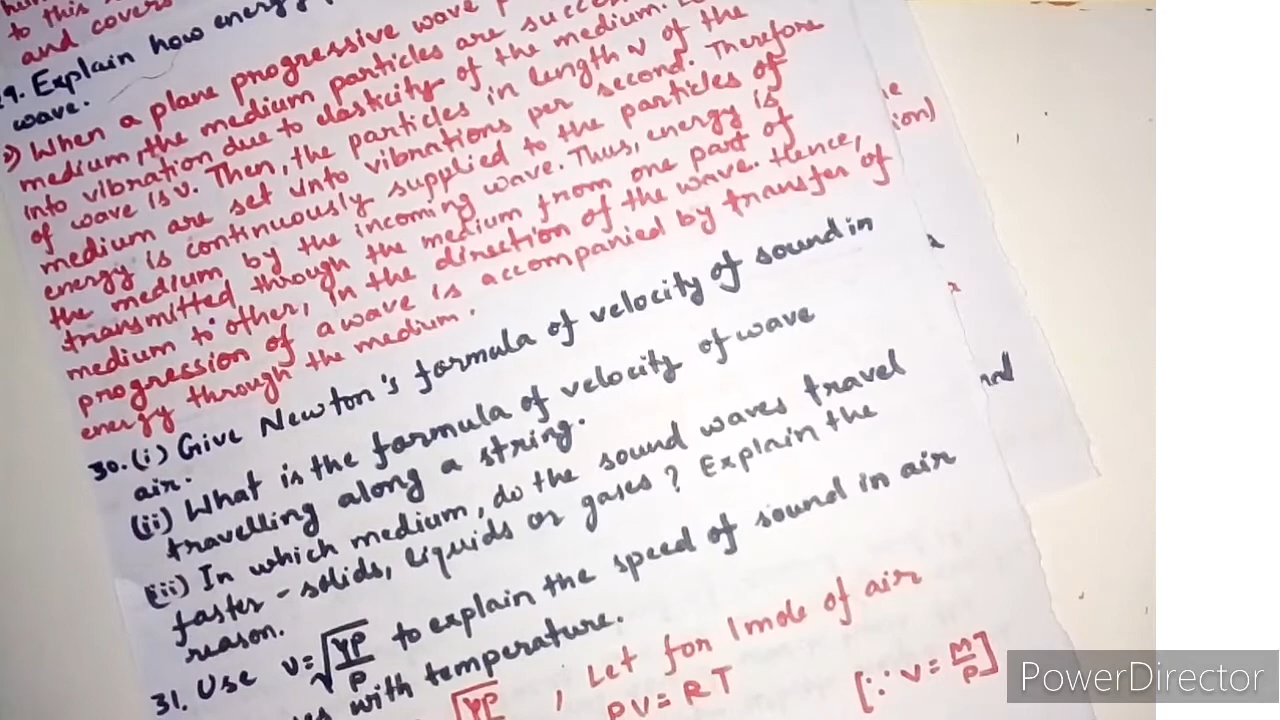 to this
and covers
29. Explain how energy
wave.
⇒) When a plane progressive wave
medium, the medium particles are
into vibration due to elasticity of the medium.
of wave is v. Then, the particles in length v of the
medium are set into vibrations per second. Therefore
energy is continuously supplied to the particles of
the medium by the incoming wave. Thus, energy is
transmitted through the medium from one part of
medium to other, in the direction of the wave. Hence,
progression of a wave is accompanied by transfer of
energy through the medium.
30. (i) Give Newton's formula of velocity of sound in
air.
(ii) What is the formula of velocity of wave
travelling along a string.
(iii) In which medium, do the sound waves travel
faster - solids, liquids or gases? Explain the
reason.
31. Use v=√γP/ρ to explain the speed of sound in air
with temperature.
√γP , Let for 1 mole of air
PV = RT [∵ V = M/ρ]
ion)
PowerDirector